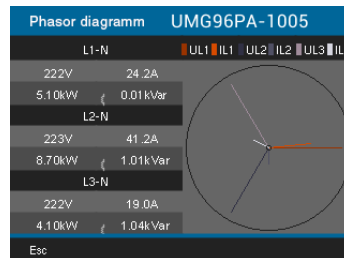 Phasor diagramm UMG96PA-1005
L1-N UL1 IL1 UL2 IL2 UL3 IL
222V 24.2A
5.10kW 0.01kVar
L2-N
223V 41.2A
8.70kW 1.01kVar
L3-N
222V 19.0A
4.10kW 1.04kVar
Esc